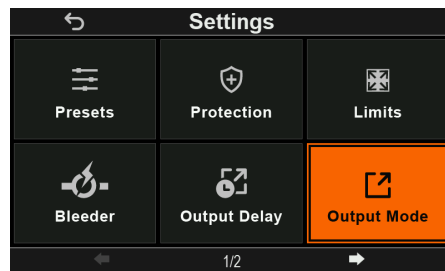 Settings
Presets
Protection
Limits
Bleeder
Output Delay
Output Mode
1/2